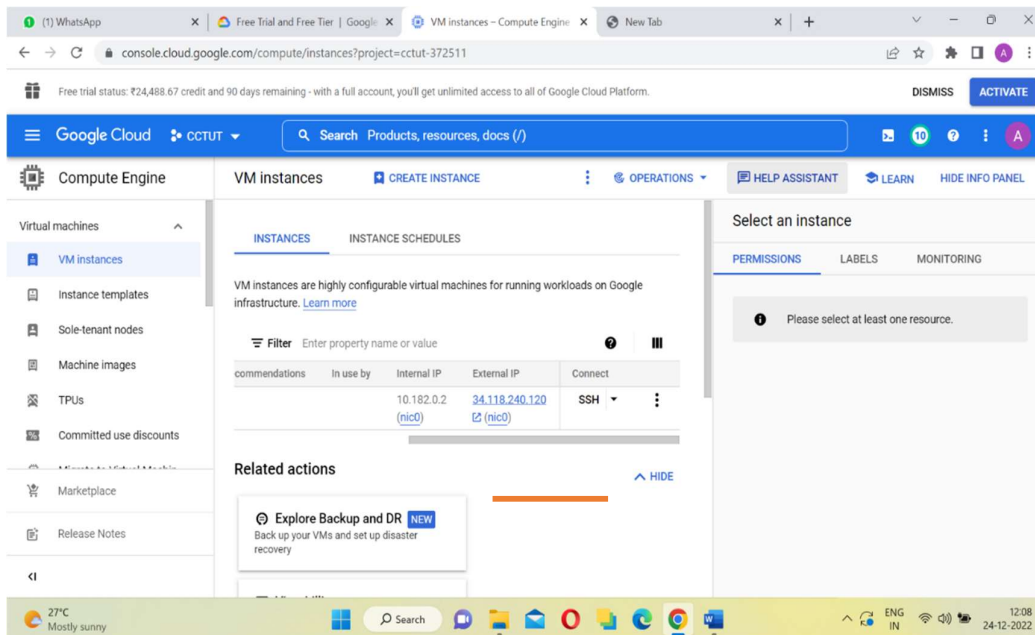 (1) WhatsApp
Free Trial and Free Tier | Google
VM instances – Compute Engine
New Tab
console.cloud.google.com/compute/instances?project=cctut-372511
Free trial status: ₹24,488.67 credit and 90 days remaining - with a full account, you'll get unlimited access to all of Google Cloud Platform.
DISMISS
ACTIVATE
Google Cloud
CCTUT
Search Products, resources, docs (/)
10
A
Compute Engine
VM instances
CREATE INSTANCE
OPERATIONS
HELP ASSISTANT
LEARN
HIDE INFO PANEL
Virtual machines
VM instances
Instance templates
Sole-tenant nodes
Machine images
TPUs
Committed use discounts
Marketplace
Release Notes
INSTANCES
INSTANCE SCHEDULES
VM instances are highly configurable virtual machines for running workloads on Google
infrastructure. Learn more
Filter Enter property name or value
commendations
In use by
Internal IP
External IP
Connect
10.182.0.2
(nic0)
34.118.240.120
(nic0)
SSH
Related actions
HIDE
Explore Backup and DR NEW
Back up your VMs and set up disaster
recovery
Select an instance
PERMISSIONS
LABELS
MONITORING
Please select at least one resource.
27°C
Mostly sunny
Search
ENG
IN
12:08
24-12-2022